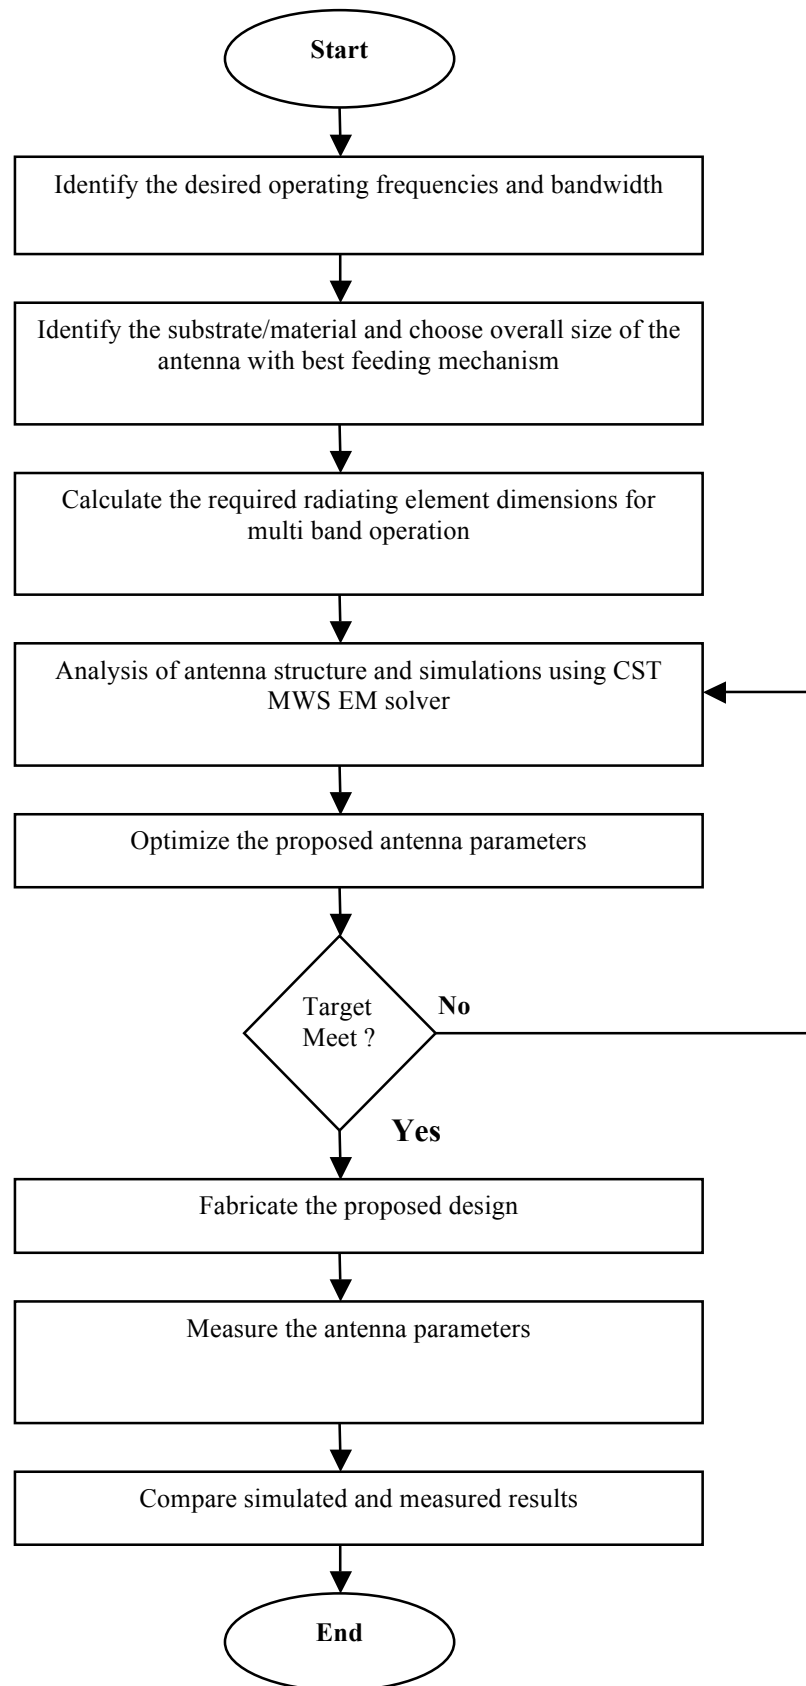 Start
Identify the desired operating frequencies and bandwidth
Identify the substrate/material and choose overall size of the
antenna with best feeding mechanism
Calculate the required radiating element dimensions for
multi band operation
Analysis of antenna structure and simulations using CST
MWS EM solver
Optimize the proposed antenna parameters
Target
Meet ?
No
Yes
Fabricate the proposed design
Measure the antenna parameters
Compare simulated and measured results
End